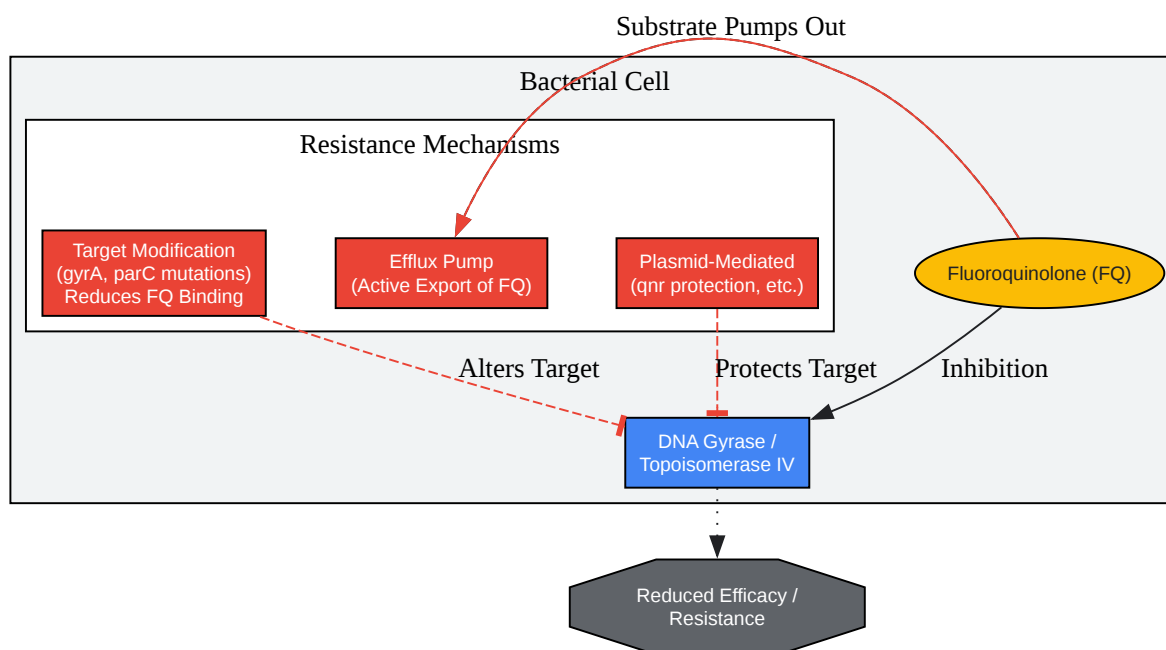 Substrate Pumps Out
Bacterial Cell
Resistance Mechanisms
Target Modification
(gyrA, parC mutations)
Reduces FQ Binding
Efflux Pump
(Active Export of FQ)
Plasmid-Mediated
(qnr protection, etc.)
Fluoroquinolone (FQ)
Alters Target
Protects Target
Inhibition
DNA Gyrase /
Topoisomerase IV
Reduced Efficacy /
Resistance